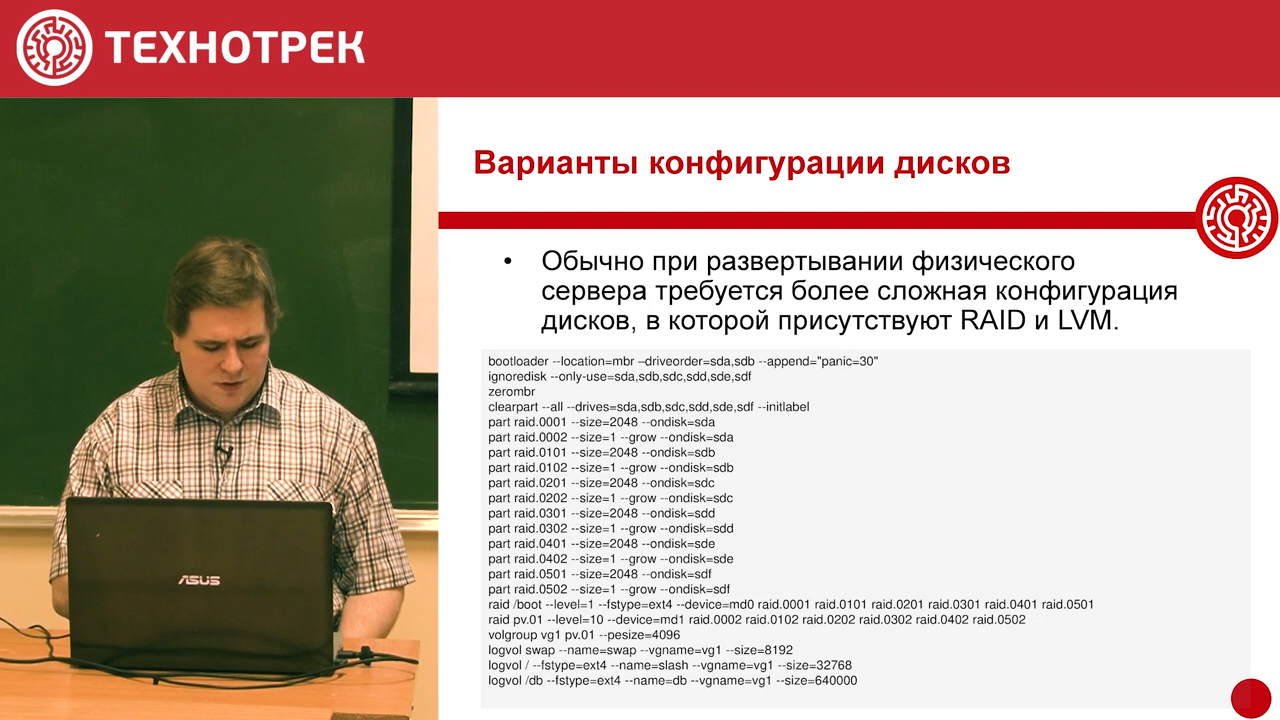 ТЕХНОТРЕК
Варианты конфигурации дисков
• Обычно при развертывании физического
сервера требуется более сложная конфигурация
дисков, в которой присутствуют RAID и LVM.
bootloader --location=mbr –driveorder=sda,sdb --append="panic=30"
ignoredisk --only-use=sda,sdb,sdc,sdd,sde,sdf
zerombr
clearpart --all --drives=sda,sdb,sdc,sdd,sde,sdf --initlabel
part raid.0001 --size=2048 --ondisk=sda
part raid.0002 --size=1 --grow --ondisk=sda
part raid.0101 --size=2048 --ondisk=sdb
part raid.0102 --size=1 --grow --ondisk=sdb
part raid.0201 --size=2048 --ondisk=sdc
part raid.0202 --size=1 --grow --ondisk=sdc
part raid.0301 --size=2048 --ondisk=sdd
part raid.0302 --size=1 --grow --ondisk=sdd
part raid.0401 --size=2048 --ondisk=sde
part raid.0402 --size=1 --grow --ondisk=sde
part raid.0501 --size=2048 --ondisk=sdf
part raid.0502 --size=1 --grow --ondisk=sdf
raid /boot --level=1 --fstype=ext4 --device=md0 raid.0001 raid.0101 raid.0201 raid.0301 raid.0401 raid.0501
raid pv.01 --level=10 --device=md1 raid.0002 raid.0102 raid.0202 raid.0302 raid.0402 raid.0502
volgroup vg1 pv.01 --pesize=4096
logvol swap --name=swap --vgname=vg1 --size=8192
logvol / --fstype=ext4 --name=slash --vgname=vg1 --size=32768
logvol /db --fstype=ext4 --name=db --vgname=vg1 --size=640000
ASUS